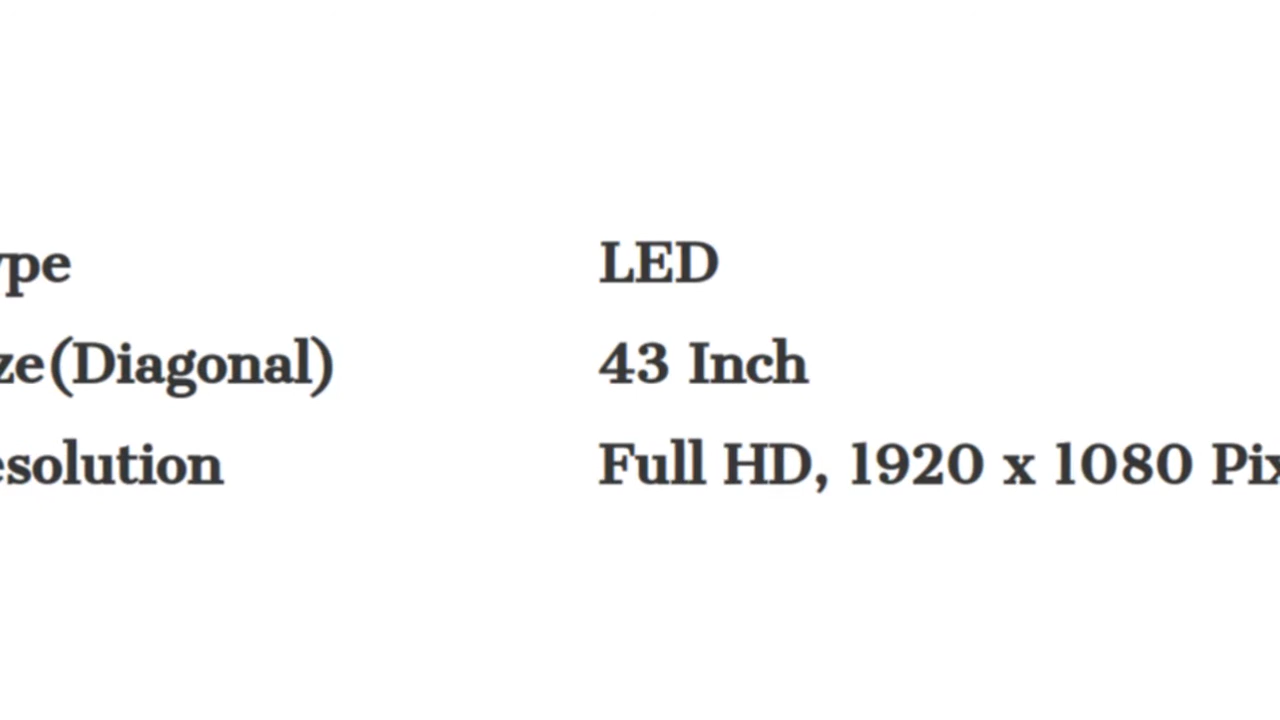 ype LED
ze(Diagonal) 43 Inch
esolution Full HD, 1920 x 1080 Pix